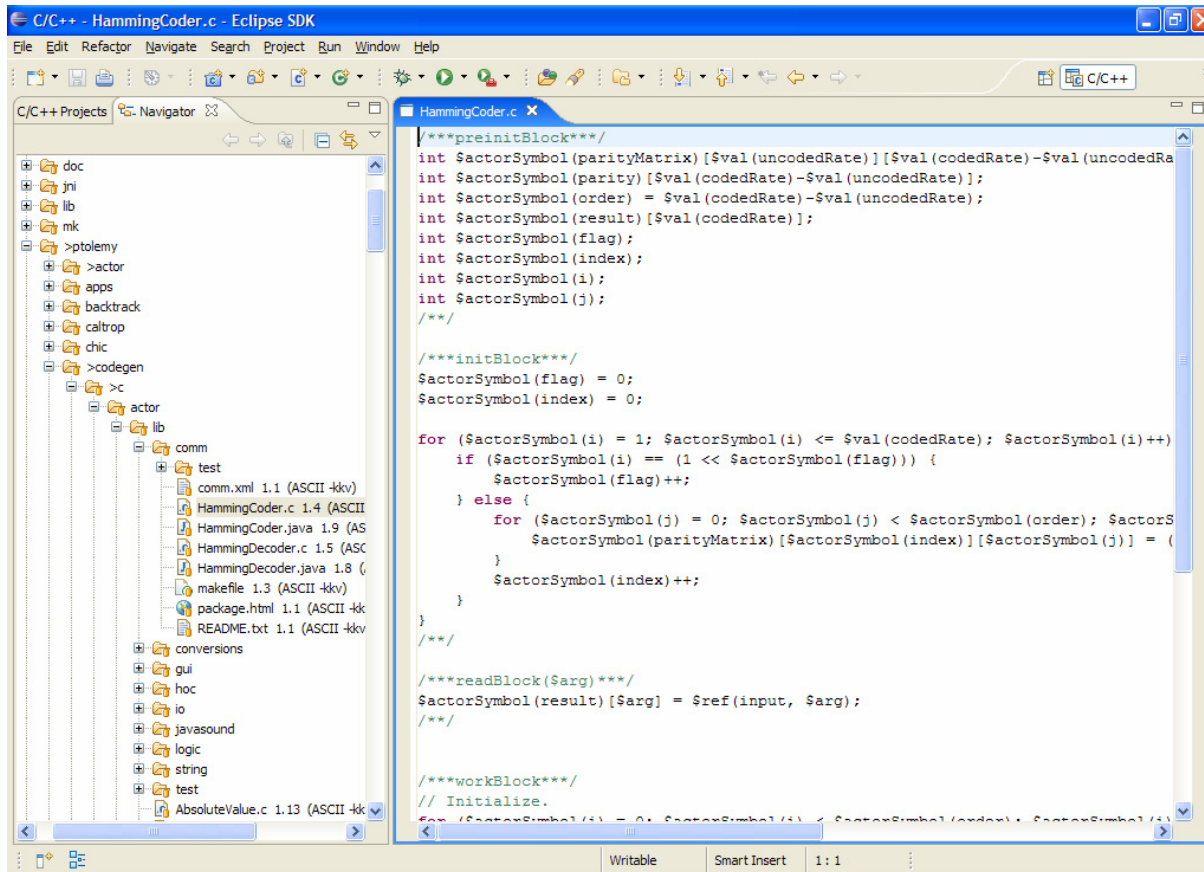 C/C++ - HammingCoder.c - Eclipse SDK
File Edit Refactor Navigate Search Project Run Window Help
C/C++
C/C++ Projects Navigator
doc
jni
lib
mk
>ptolemy
>actor
apps
backtrack
caltrop
chic
>codegen
>c
actor
lib
comm
test
comm.xml 1.1 (ASCII -kkv)
HammingCoder.c 1.4 (ASCII
HammingCoder.java 1.9 (AS
HammingDecoder.c 1.5 (ASC
HammingDecoder.java 1.8 (
makefile 1.3 (ASCII -kkv)
package.html 1.1 (ASCII -kk
README.txt 1.1 (ASCII -kkv
conversions
gui
hoc
io
javasound
logic
string
test
AbsoluteValue.c 1.13 (ASCII -kk
HammingCoder.c
/***preinitBlock***/
int $actorSymbol(parityMatrix)[$val(uncodedRate)][$val(codedRate)-$val(uncodedRa
int $actorSymbol(parity)[$val(codedRate)-$val(uncodedRate)];
int $actorSymbol(order) = $val(codedRate)-$val(uncodedRate);
int $actorSymbol(result)[$val(codedRate)];
int $actorSymbol(flag);
int $actorSymbol(index);
int $actorSymbol(i);
int $actorSymbol(j);
/**/
/***initBlock***/
$actorSymbol(flag) = 0;
$actorSymbol(index) = 0;
for ($actorSymbol(i) = 1; $actorSymbol(i) <= $val(codedRate); $actorSymbol(i)++)
if ($actorSymbol(i) == (1 << $actorSymbol(flag))) {
$actorSymbol(flag)++;
} else {
for ($actorSymbol(j) = 0; $actorSymbol(j) < $actorSymbol(order); $actorS
$actorSymbol(parityMatrix)[$actorSymbol(index)][$actorSymbol(j)] = (
}
$actorSymbol(index)++;
}
}
/**/
/***readBlock($arg)***/
$actorSymbol(result)[$arg] = $ref(input, $arg);
/**/
/***workBlock***/
// Initialize.
for ($actorSymbol(i) = 0; $actorSymbol(i) < $actorSymbol(order); $actorSymbol(i)
Writable Smart Insert 1 : 1